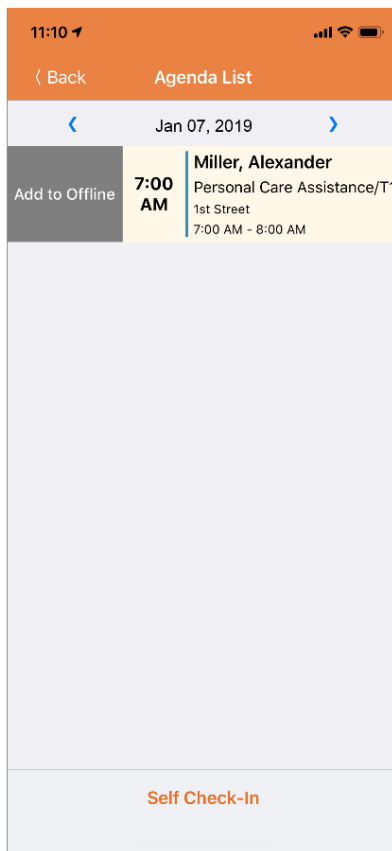 11:10
Back Agenda List
Jan 07, 2019
Add to Offline
7:00
AM
Miller, Alexander
Personal Care Assistance/T1
1st Street
7:00 AM - 8:00 AM
Self Check-In